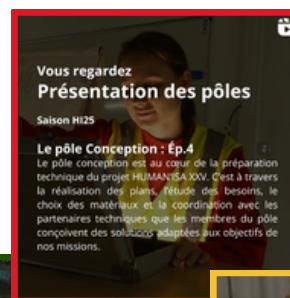 Vous regardez
Présentation des pôles
Saison HI25
Le pôle Conception : Ép.4
Le pôle conception est au cœur de la préparation
technique du projet HUMAN'ISA XXV. C'est à travers
la réalisation des plans, l'étude des besoins, le
choix des matériaux et la coordination avec les
partenaires techniques que les membres du pôle
conçoivent des solutions adaptées aux objectifs de
nos missions.